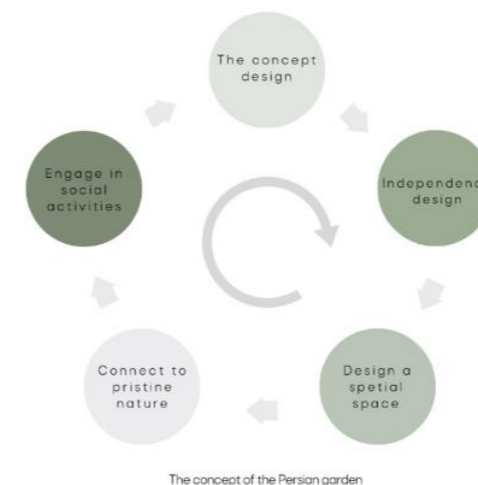 The concept
design
Independenc
design
Design a
spetial
space
Connect to
pristine
nature
Engage in
social
activities
The concept of the Persian garden